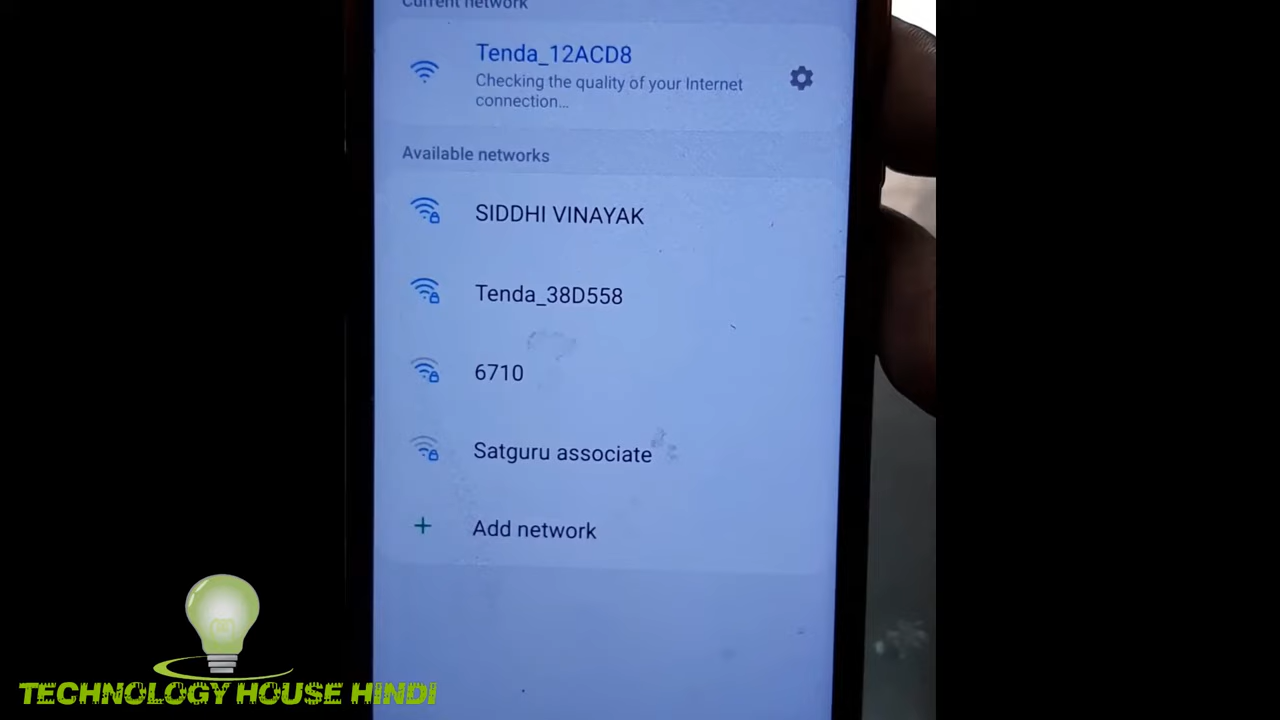 Current network
Tenda_12ACD8
Checking the quality of your Internet
connection...
Available networks
SIDDHI VINAYAK
Tenda_38D558
6710
Satguru associate
Add network
TECHNOLOGY HOUSE HINDI